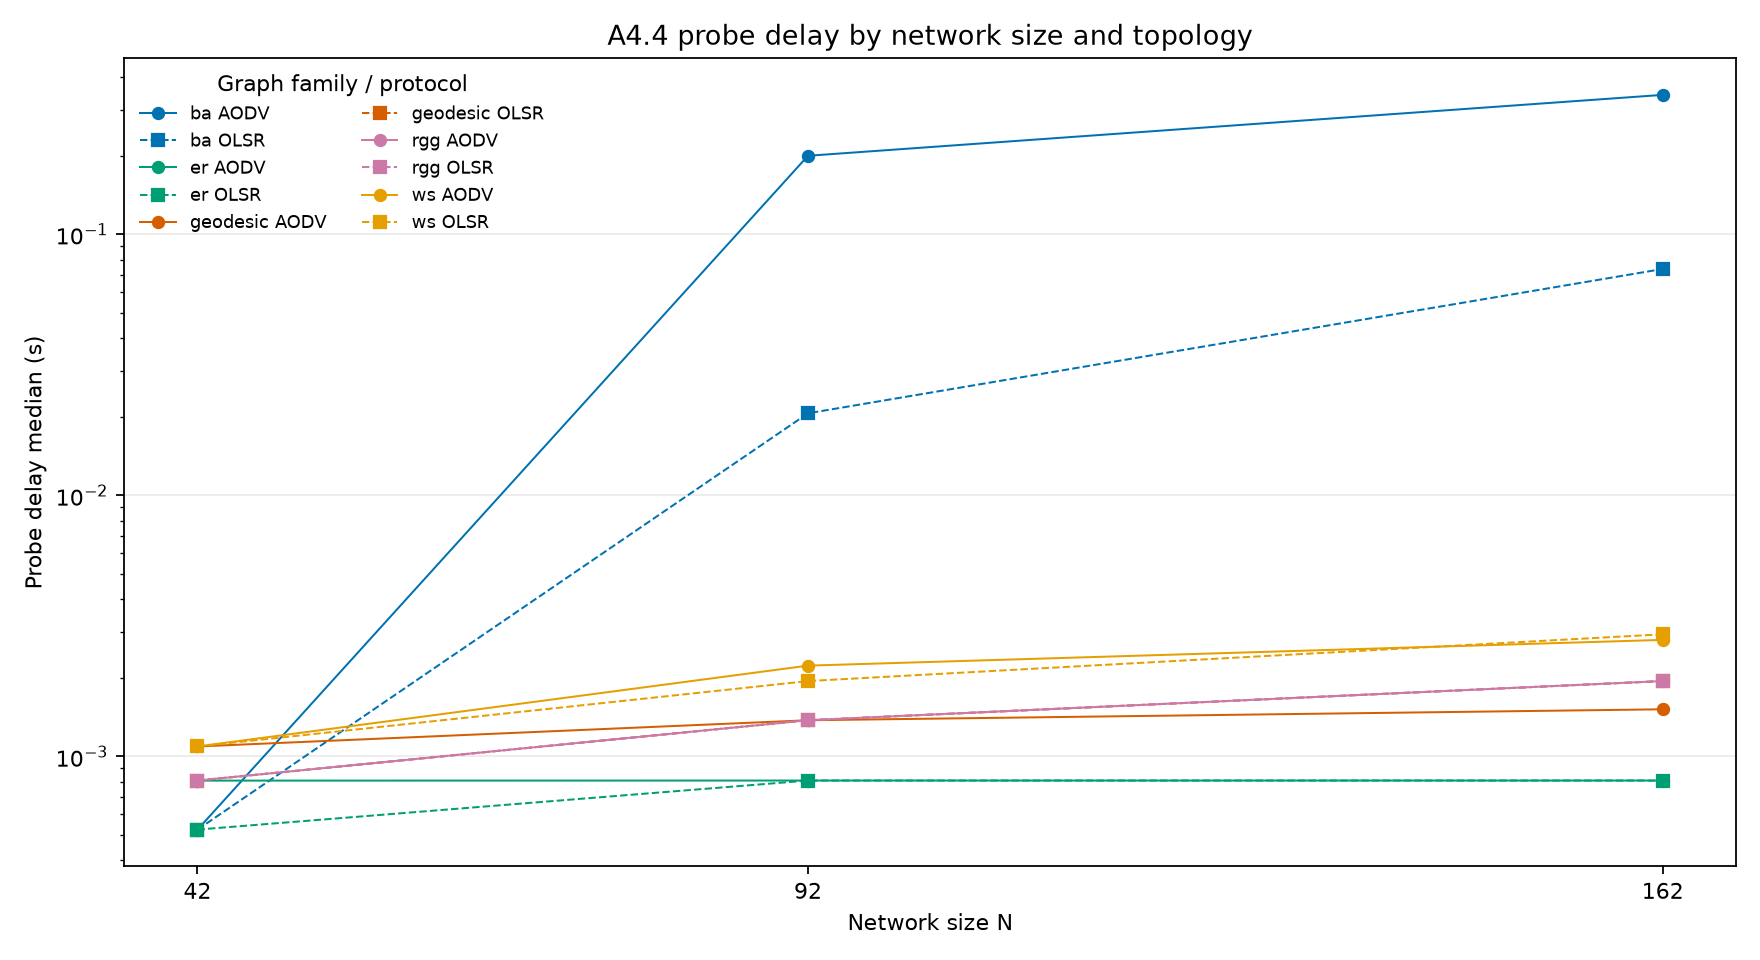 A4.4 probe delay by network size and topology
Graph family / protocol
ba AODV
ba OLSR
er AODV
er OLSR
geodesic AODV
geodesic OLSR
rgg AODV
rgg OLSR
ws AODV
ws OLSR
Probe delay median (s)
10⁻¹
10⁻²
10⁻³
42 92 162
Network size N